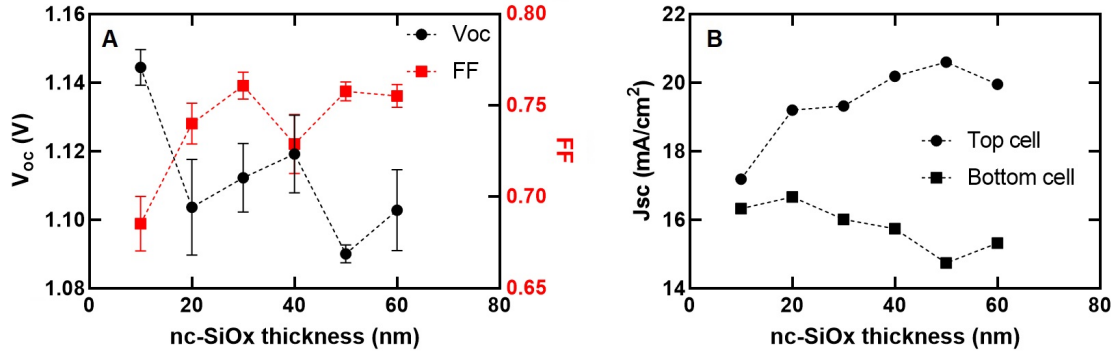 A
Voc
FF
1.16
1.14
1.12
1.10
1.08
V_OC (V)
0.80
0.75
0.70
0.65
FF
0
20
40
60
80
nc-SiOx thickness (nm)
B
Top cell
Bottom cell
22
20
18
16
14
Jsc (mA/cm²)
0
20
40
60
80
nc-SiOx thickness (nm)